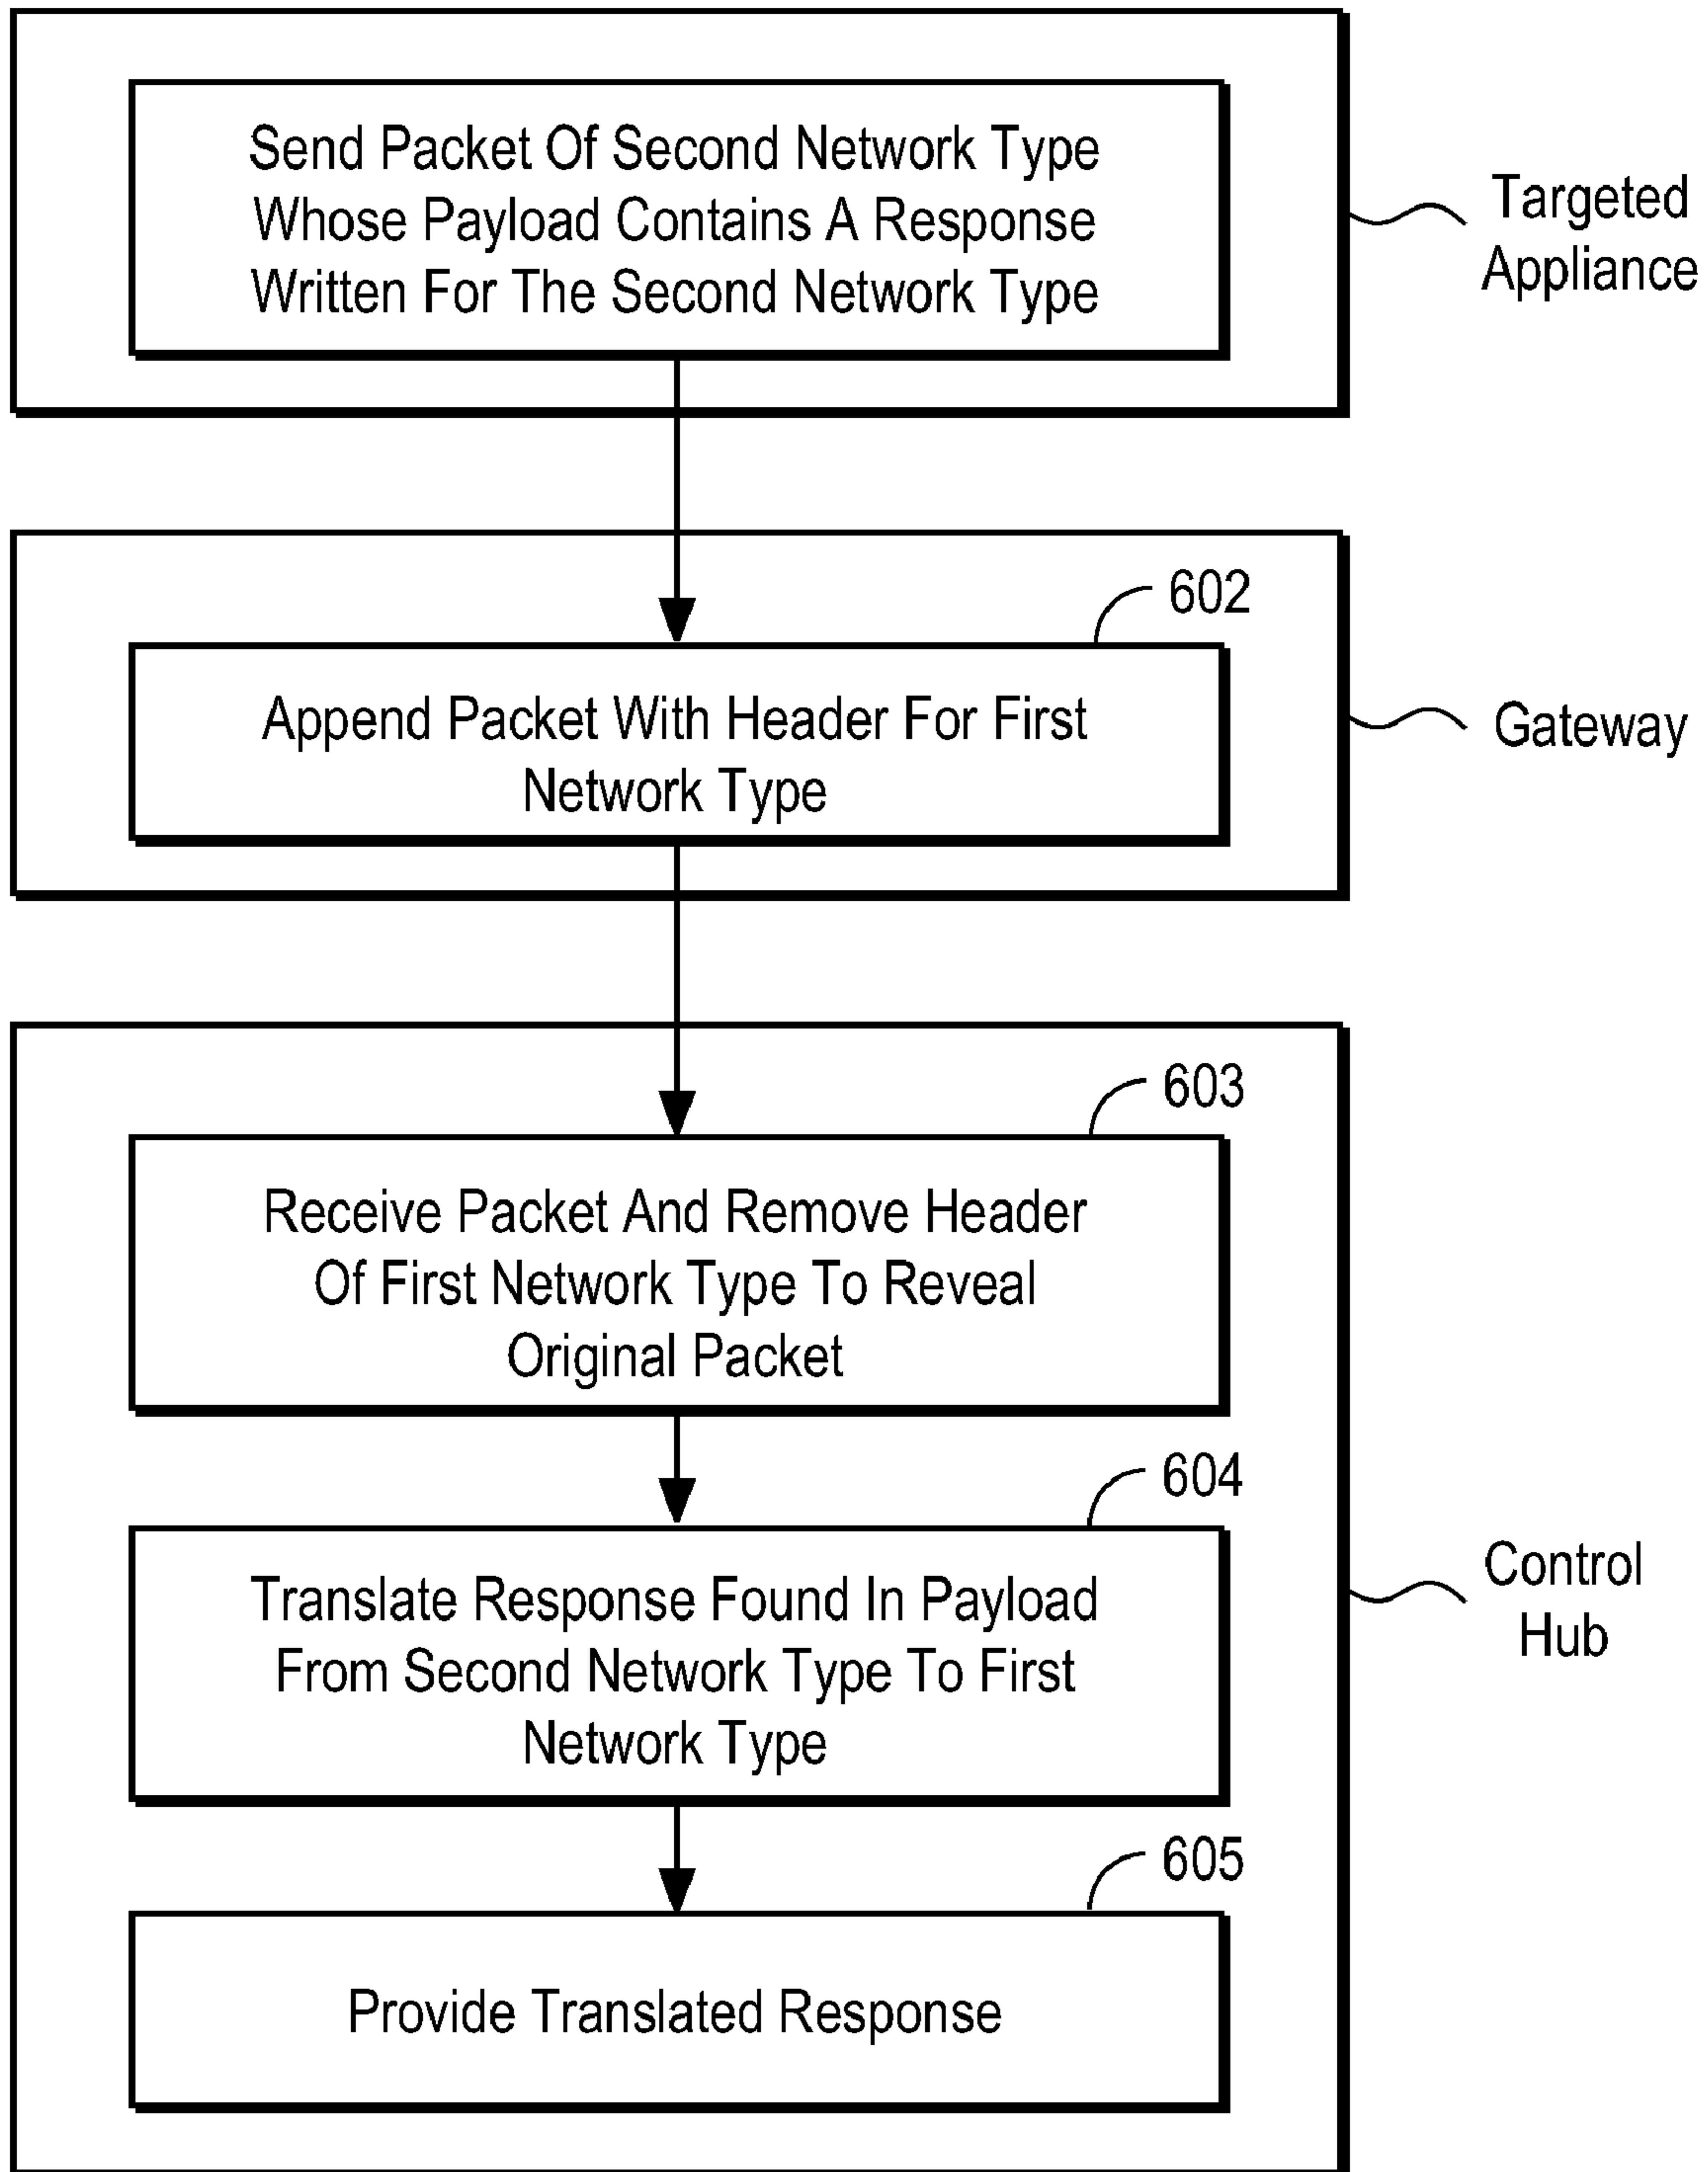 Send Packet Of Second Network Type
Whose Payload Contains A Response
Written For The Second Network Type
Targeted
Appliance
602
Append Packet With Header For First
Network Type
Gateway
603
Receive Packet And Remove Header
Of First Network Type To Reveal
Original Packet
604
Translate Response Found In Payload
From Second Network Type To First
Network Type
Control
Hub
605
Provide Translated Response